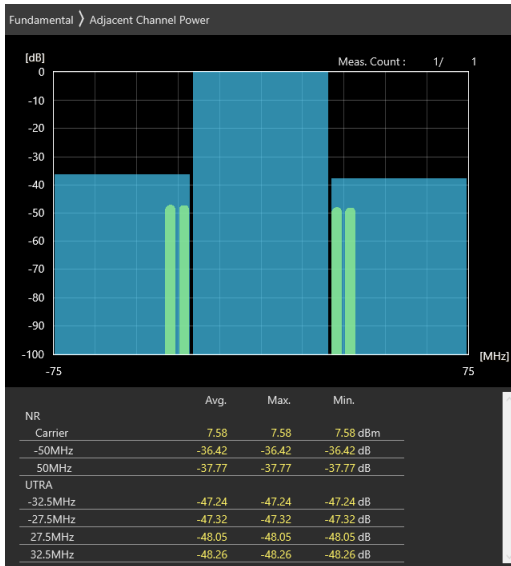 Fundamental 〉 Adjacent Channel Power
[dB] Meas. Count : 1/ 1
0
-10
-20
-30
-40
-50
-60
-70
-80
-90
-100 [MHz]
-75 75
Avg. Max. Min.
NR
Carrier 7.58 7.58 7.58 dBm
-50MHz -36.42 -36.42 -36.42 dB
50MHz -37.77 -37.77 -37.77 dB
UTRA
-32.5MHz -47.24 -47.24 -47.24 dB
-27.5MHz -47.32 -47.32 -47.32 dB
27.5MHz -48.05 -48.05 -48.05 dB
32.5MHz -48.26 -48.26 -48.26 dB